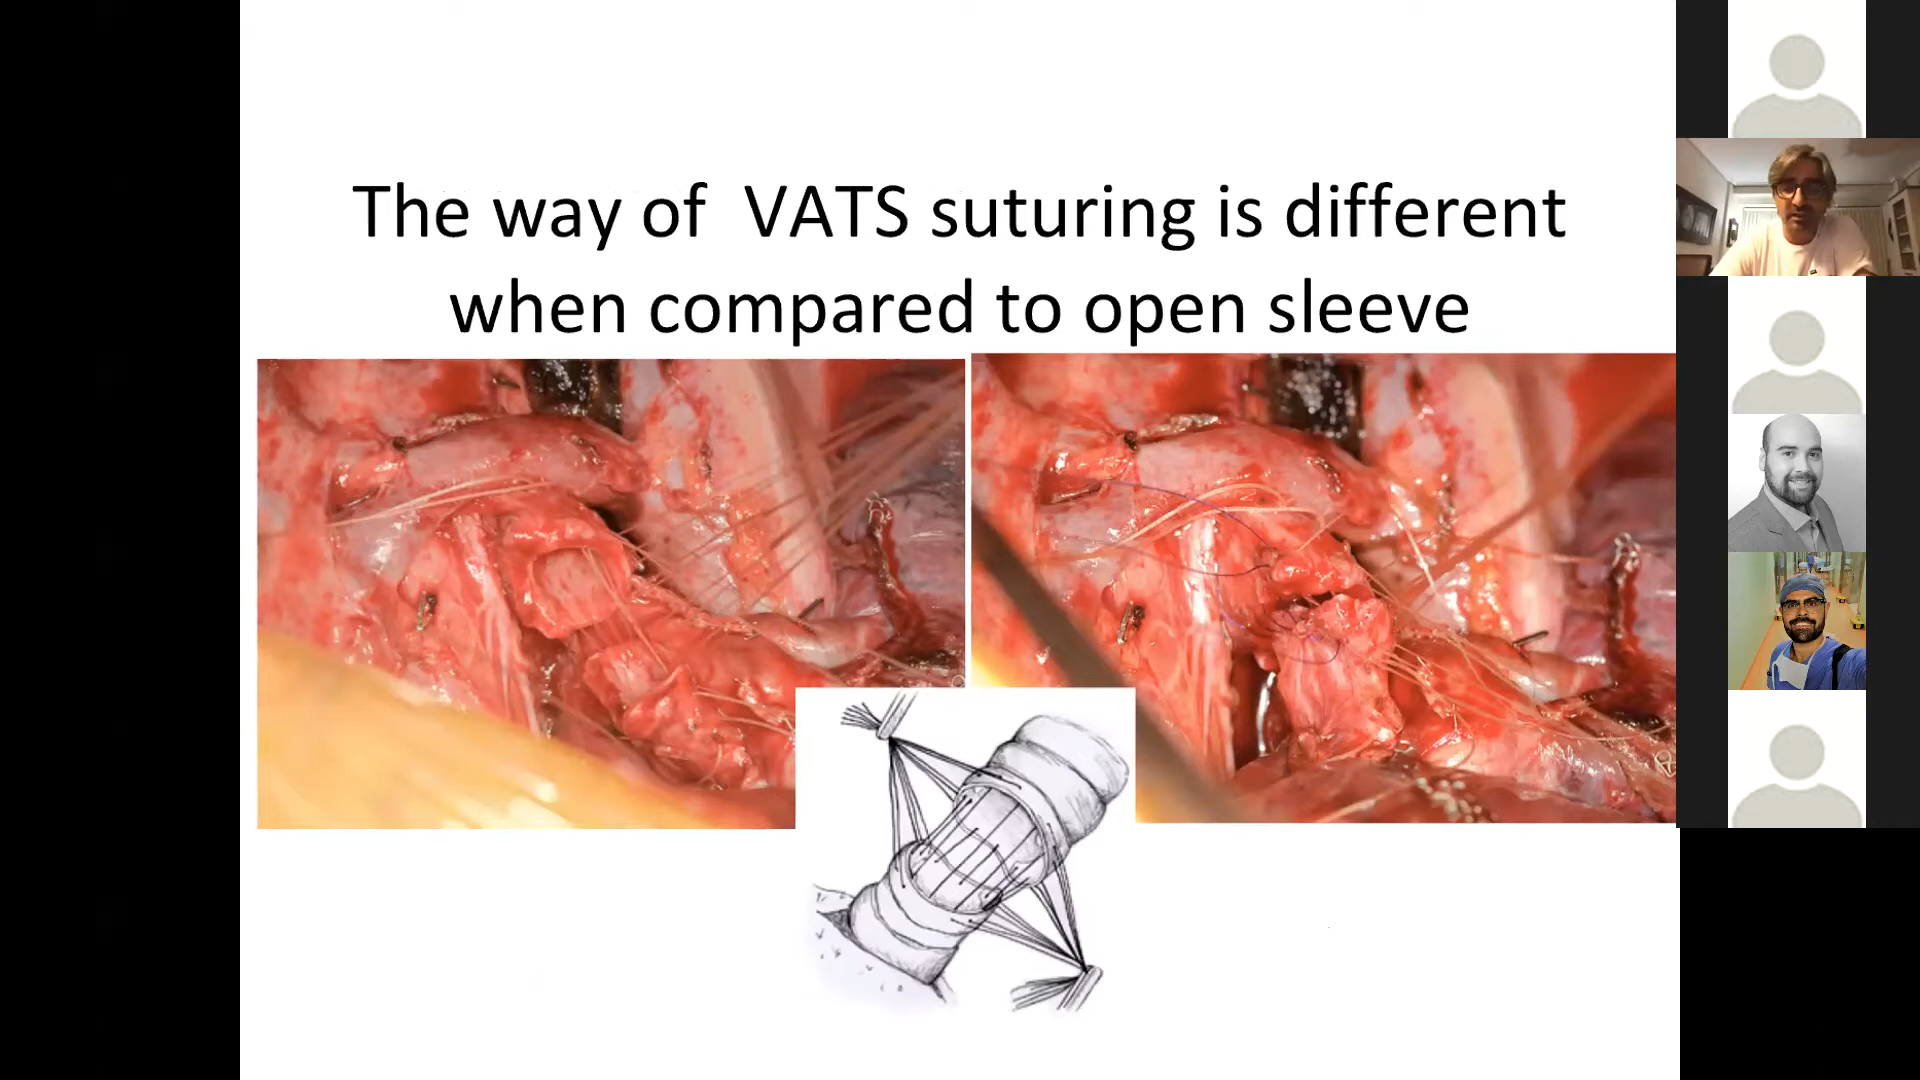 The way of  VATS suturing is different
when compared to open sleeve